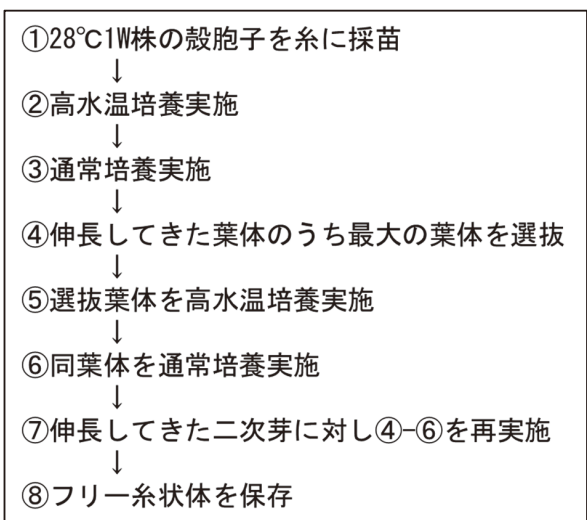 ①28℃1W株の殻胞子を糸に採苗
↓
②高水温培養実施
↓
③通常培養実施
↓
④伸長してきた葉体のうち最大の葉体を選抜
↓
⑤選抜葉体を高水温培養実施
↓
⑥同葉体を通常培養実施
↓
⑦伸長してきた二次芽に対し④-⑥を再実施
↓
⑧フリー糸状体を保存